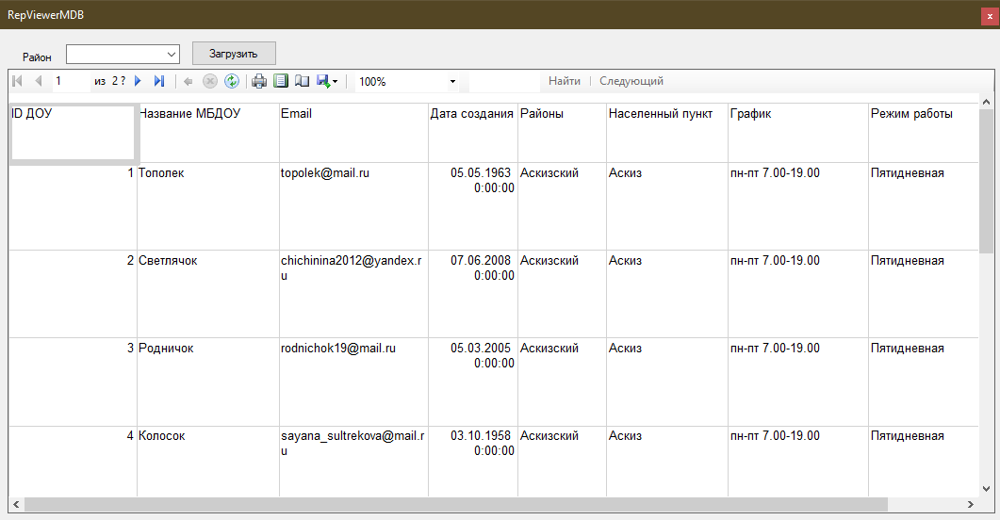 RepViewerMDB
Район Загрузить
1 из 2 ? 100% Найти | Следующий
ID ДОУ Название МБДОУ Email Дата создания Районы Населенный пункт График Режим работы
1 Тополек topolek@mail.ru 05.05.1963 Аскизский Аскиз пн-пт 7.00-19.00 Пятидневная
0:00:00
2 Светлячок chichinina2012@yandex.r 07.06.2008 Аскизский Аскиз пн-пт 7.00-19.00 Пятидневная
u 0:00:00
3 Родничок rodnichok19@mail.ru 05.03.2005 Аскизский Аскиз пн-пт 7.00-19.00 Пятидневная
0:00:00
4 Колосок sayana_sultrekova@mail.r 03.10.1958 Аскизский Аскиз пн-пт 7.00-19.00 Пятидневная
u 0:00:00